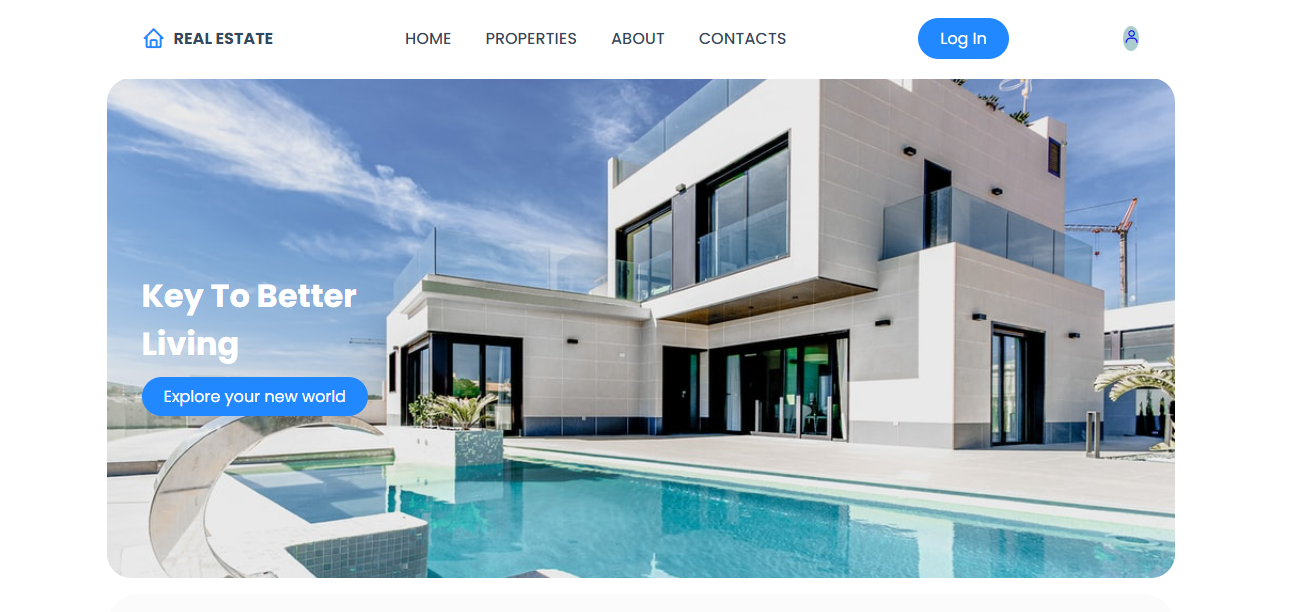 REAL ESTATE
HOME PROPERTIES ABOUT CONTACTS
Log In
Key To Better
Living
Explore your new world